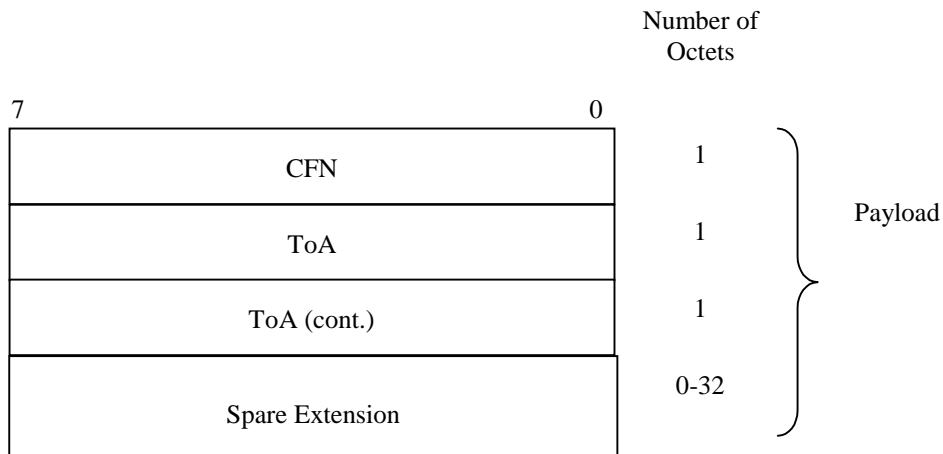 Number of
Octets
7 0
CFN 1
ToA 1
Payload
ToA (cont.) 1
Spare Extension 0-32